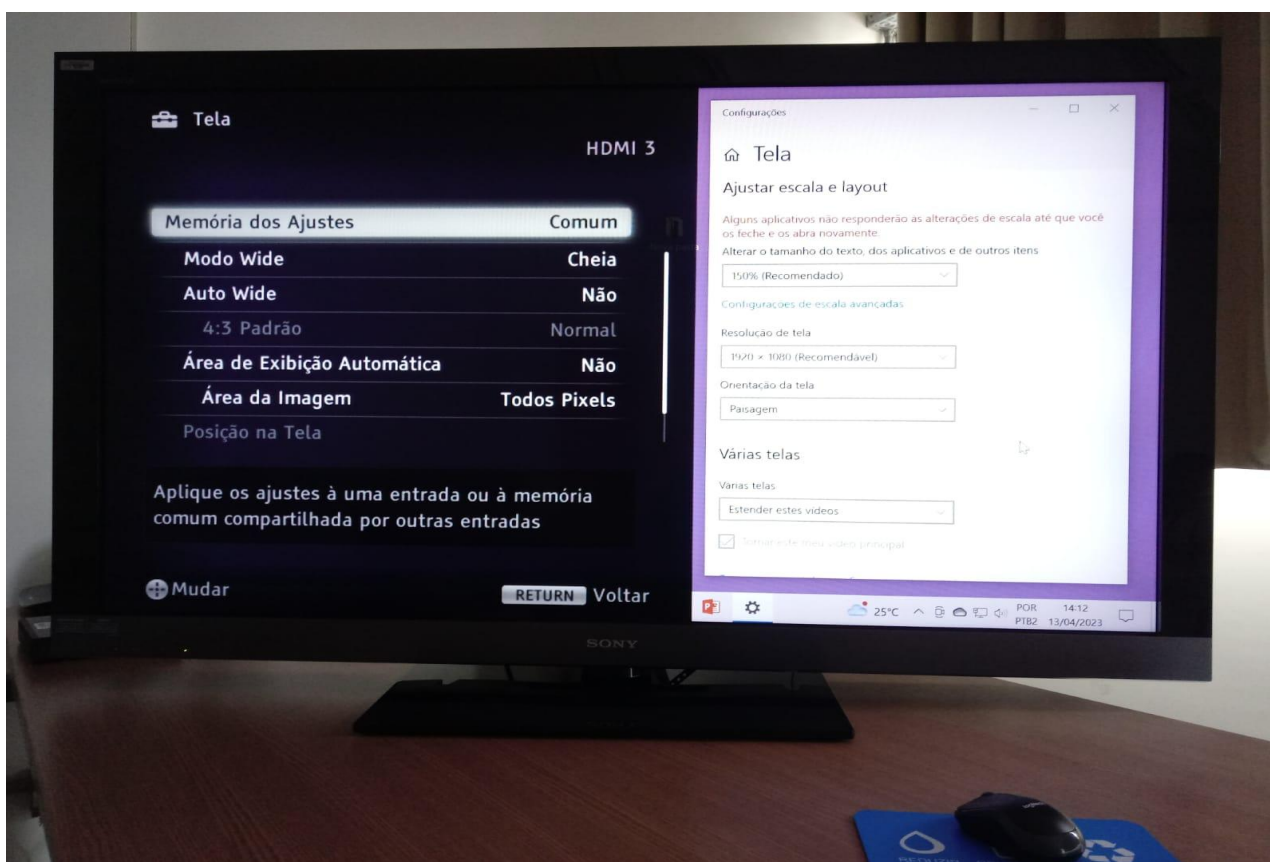 Tela
HDMI 3
Memória dos Ajustes Comum
Modo Wide Cheia
Auto Wide Não
4:3 Padrão Normal
Área de Exibição Automática Não
Área da Imagem Todos Pixels
Posição na Tela
Aplique os ajustes à uma entrada ou à memória
comum compartilhada por outras entradas
Mudar
RETURN Voltar
Configurações
Tela
Ajustar escala e layout
Alguns aplicativos não responderão as alterações de escala até que você
os feche e os abra novamente.
Alterar o tamanho do texto, dos aplicativos e de outros itens
150% (Recomendado)
Configurações de escala avançadas
Resolução de tela
1920 × 1080 (Recomendável)
Orientação da tela
Paisagem
Várias telas
Várias telas
Estender estes vídeos
Tornar este meu vídeo principal
25°C
POR
PTB2
14:12
13/04/2023
SONY